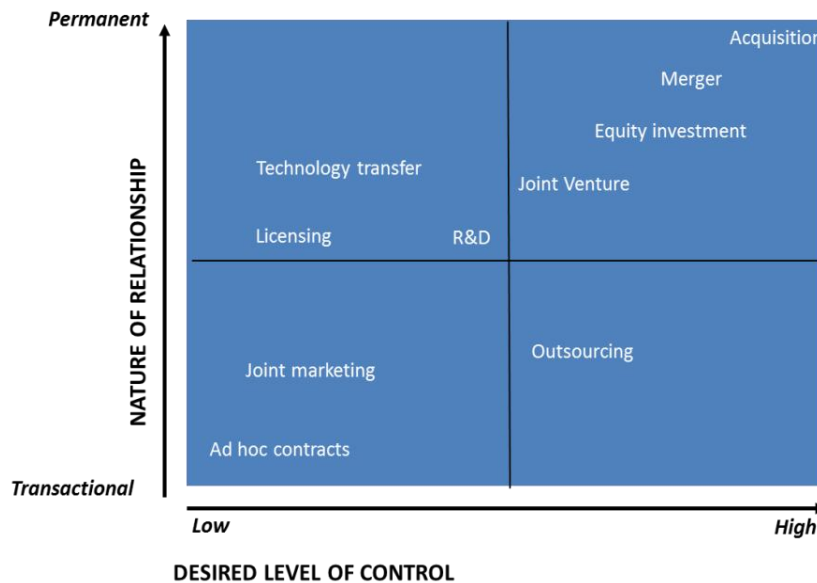 Permanent
Acquisition
Merger
Equity investment
Technology transfer
Joint Venture
Licensing
R&D
NATURE OF RELATIONSHIP
Outsourcing
Joint marketing
Ad hoc contracts
Transactional
Low
High
DESIRED LEVEL OF CONTROL